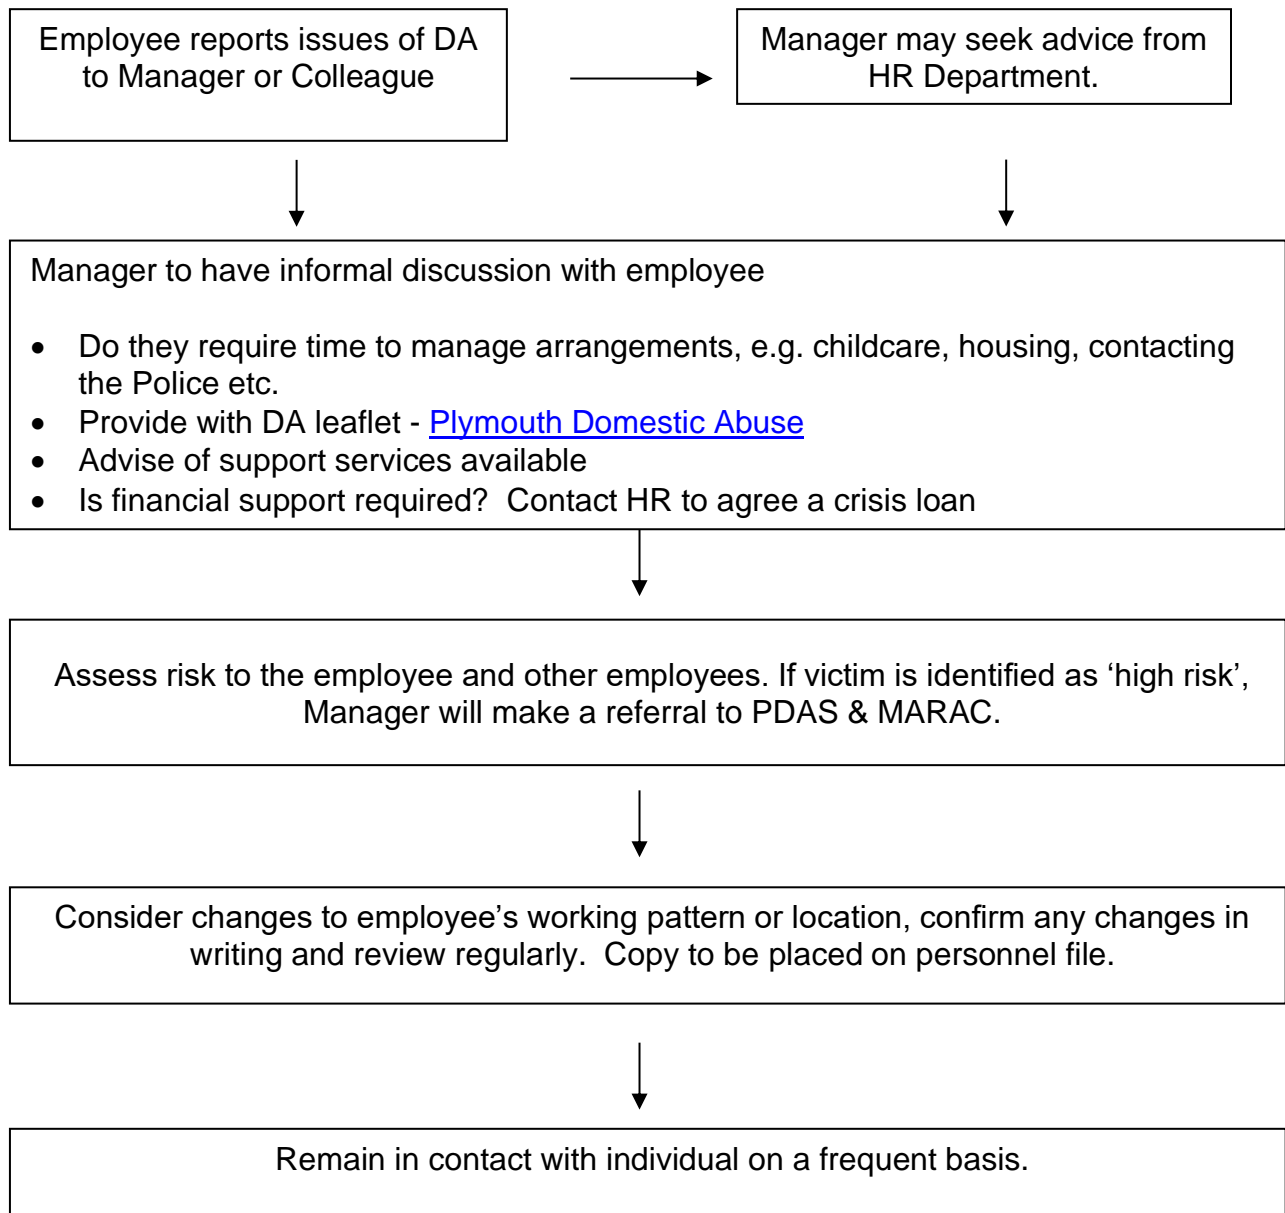 Employee reports issues of DA
to Manager or Colleague
Manager may seek advice from
HR Department.
Manager to have informal discussion with employee
• Do they require time to manage arrangements, e.g. childcare, housing, contacting
the Police etc.
• Provide with DA leaflet - Plymouth Domestic Abuse
• Advise of support services available
• Is financial support required?  Contact HR to agree a crisis loan
Assess risk to the employee and other employees. If victim is identified as ‘high risk’,
Manager will make a referral to PDAS & MARAC.
Consider changes to employee’s working pattern or location, confirm any changes in
writing and review regularly.  Copy to be placed on personnel file.
Remain in contact with individual on a frequent basis.